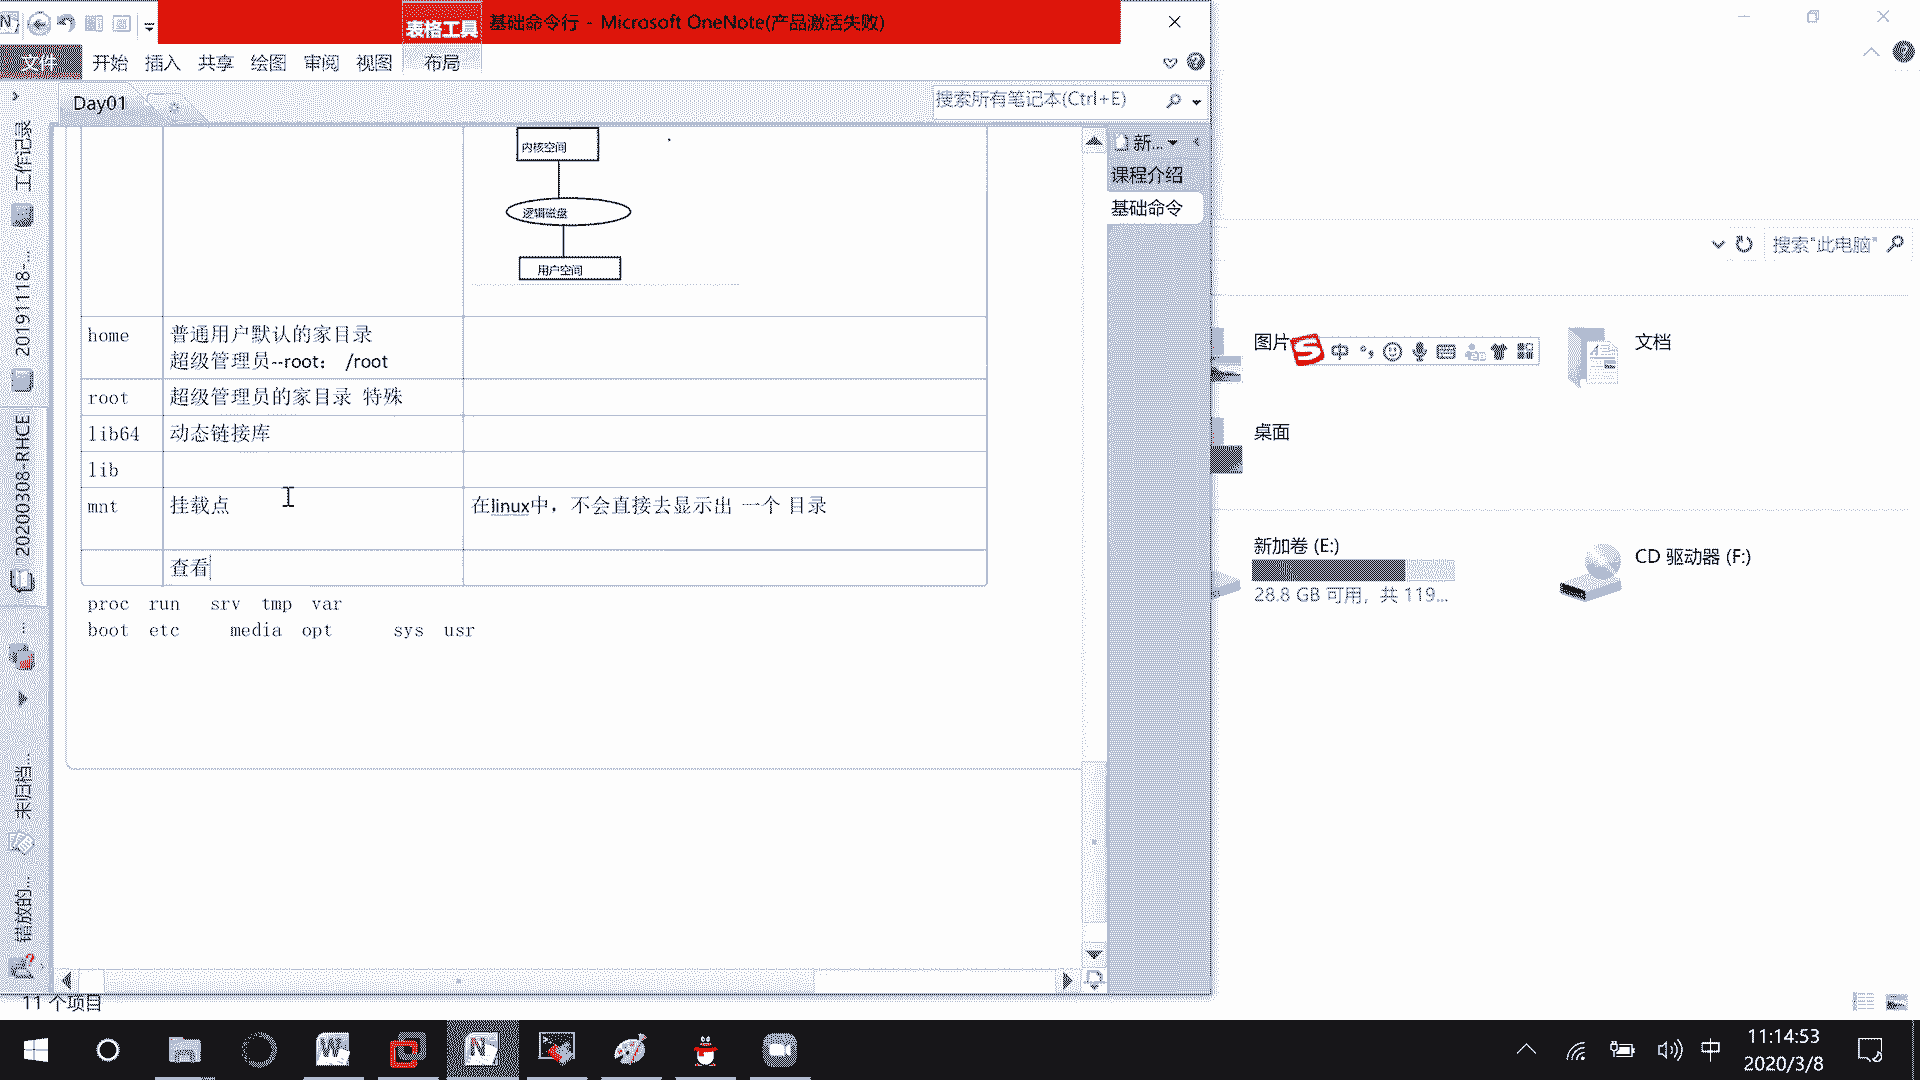 表格工具
基础命令行 - Microsoft OneNote(产品激活失败)
文件 开始 插入 共享 绘图 审阅 视图 布局
Day01
搜索所有笔记本(Ctrl+E)
工作记录
20191118-...
20200308-RHCE
...
未归档...
错放的...
新...
课程介绍
基础命令
内核空间
逻辑磁盘
用户空间
home 普通用户默认的家目录
超级管理员--root： /root
root 超级管理员的家目录 特殊
lib64 动态链接库
lib
mnt 挂载点 在linux中，不会直接去显示出 一个 目录
查看
proc run srv tmp var
boot etc media opt sys usr
搜索"此电脑"
图片
中
文档
桌面
新加卷 (E:)
28.8 GB 可用，共 119...
CD 驱动器 (F:)
11 个项目
中
11:14:53
2020/3/8